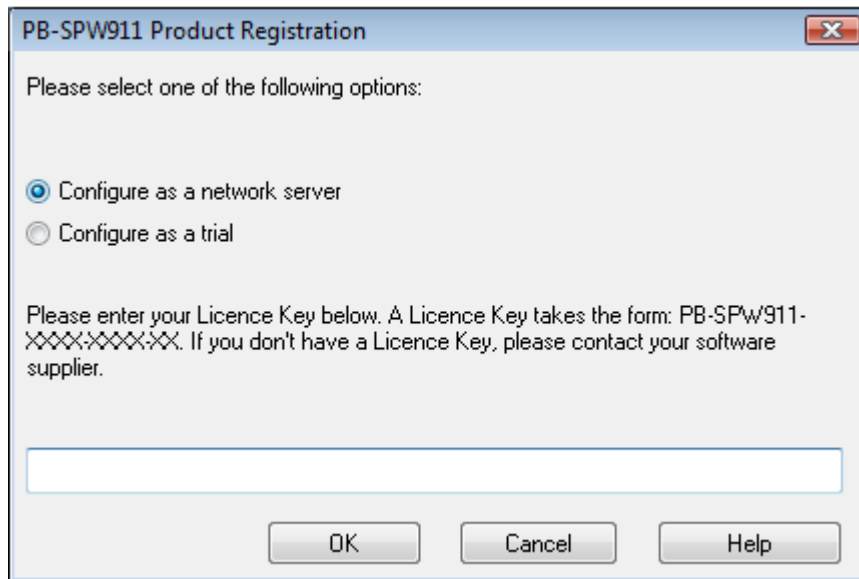 PB-SPW911 Product Registration
Please select one of the following options:
Configure as a network server
Configure as a trial
Please enter your Licence Key below. A Licence Key takes the form: PB-SPW911-
XXXX-XXXX-XX. If you don't have a Licence Key, please contact your software
supplier.
OK
Cancel
Help